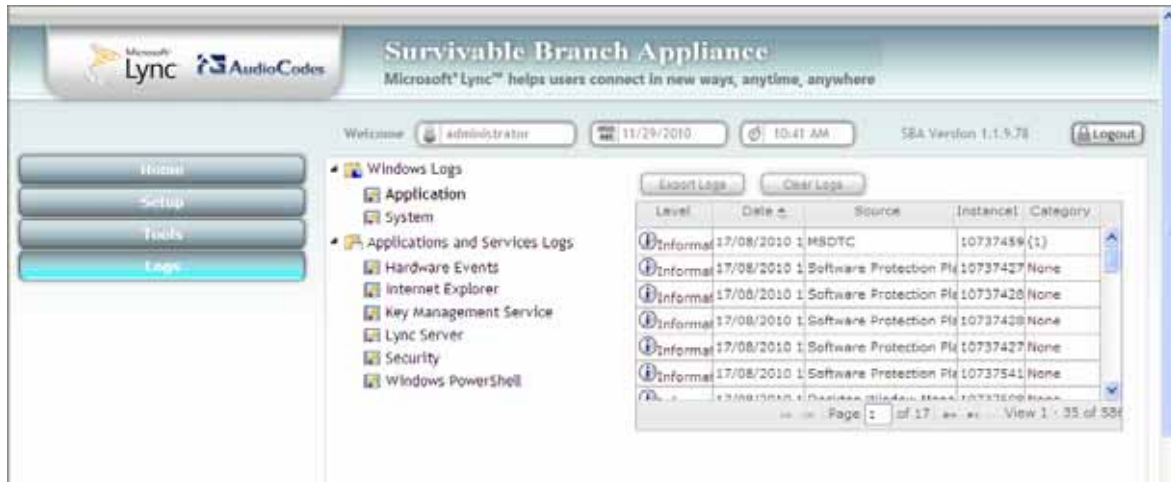 Microsoft
Lync
AudioCodes
Survivable Branch Appliance
Microsoft® Lync™ helps users connect in new ways, anytime, anywhere
Welcome administrator 11/29/2010 10:41 AM SBA Version 1.1.9.78 Logout
Home
Setup
Tools
Logs
Windows Logs
Application
System
Applications and Services Logs
Hardware Events
Internet Explorer
Key Management Service
Lync Server
Security
Windows PowerShell
Export Logs Clear Logs
Level Date Source InstanceI Category
Informat 17/08/2010 1 MSDTC 10737459 (1)
Informat 17/08/2010 1 Software Protection Pla 10737427 None
Informat 17/08/2010 1 Software Protection Pla 10737428 None
Informat 17/08/2010 1 Software Protection Pla 10737428 None
Informat 17/08/2010 1 Software Protection Pla 10737427 None
Informat 17/08/2010 1 Software Protection Pla 10737541 None
Page 1 of 17 View 1 - 35 of 586